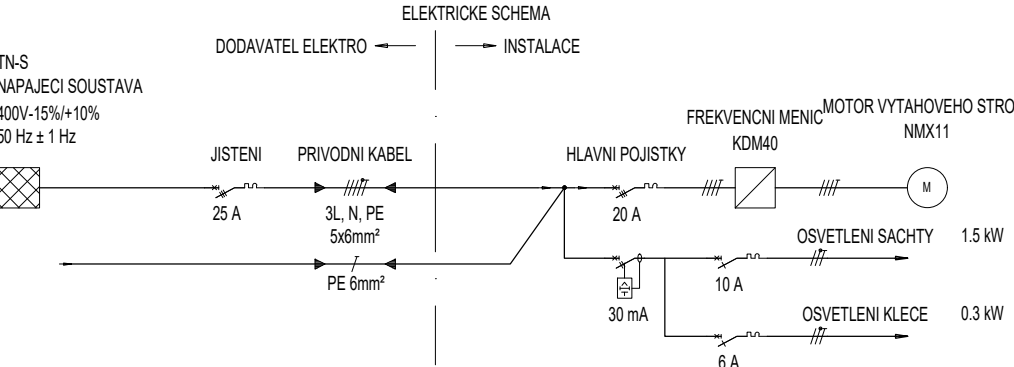 ELEKTRICKE SCHEMA
DODAVATEL ELEKTRO
INSTALACE
TN-S
NAPAJECI SOUSTAVA
400V-15%/+10%
50 Hz ± 1 Hz
JISTENI
25 A
PRIVODNI KABEL
3L, N, PE
5x6mm²
PE 6mm²
HLAVNI POJISTKY
20 A
FREKVENCNI MENIC
KDM40
MOTOR VYTAHOVEHO STRO
NMX11
M
30 mA
OSVETLENI SACHTY 1.5 kW
10 A
OSVETLENI KLECE 0.3 kW
6 A